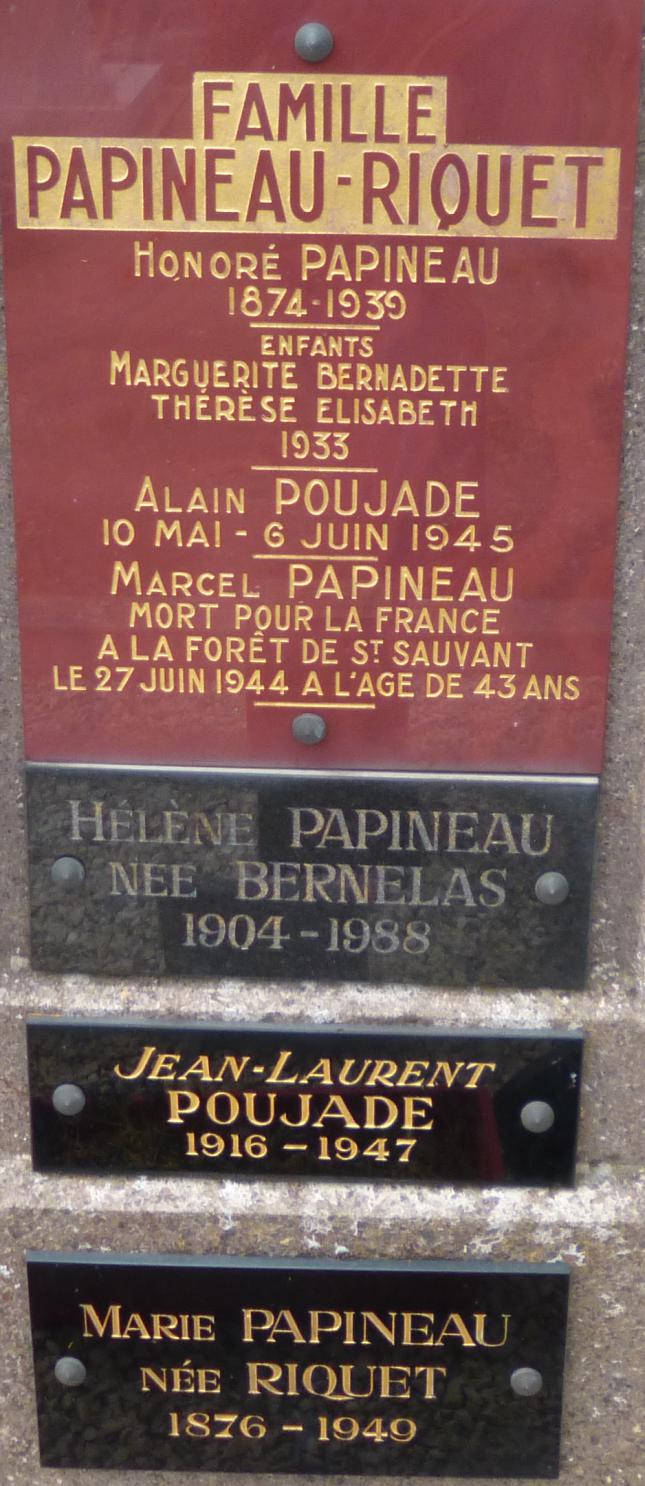 FAMILLE
PAPINEAU-RIQUET
HONORÉ PAPINEAU
1874-1939
ENFANTS
MARGUERITE BERNADETTE
THÉRÈSE ELISABETH
1933
ALAIN POUJADE
10 MAI - 6 JUIN 1945
MARCEL PAPINEAU
MORT POUR LA FRANCE
A LA FORÊT DE ST SAUVANT
LE 27 JUIN 1944 A L'AGE DE 43 ANS
HÉLÈNE PAPINEAU
NEE BERNELAS
1904-1988
JEAN-LAURENT
POUJADE
1916-1947
MARIE PAPINEAU
NÉE RIQUET
1876-1949